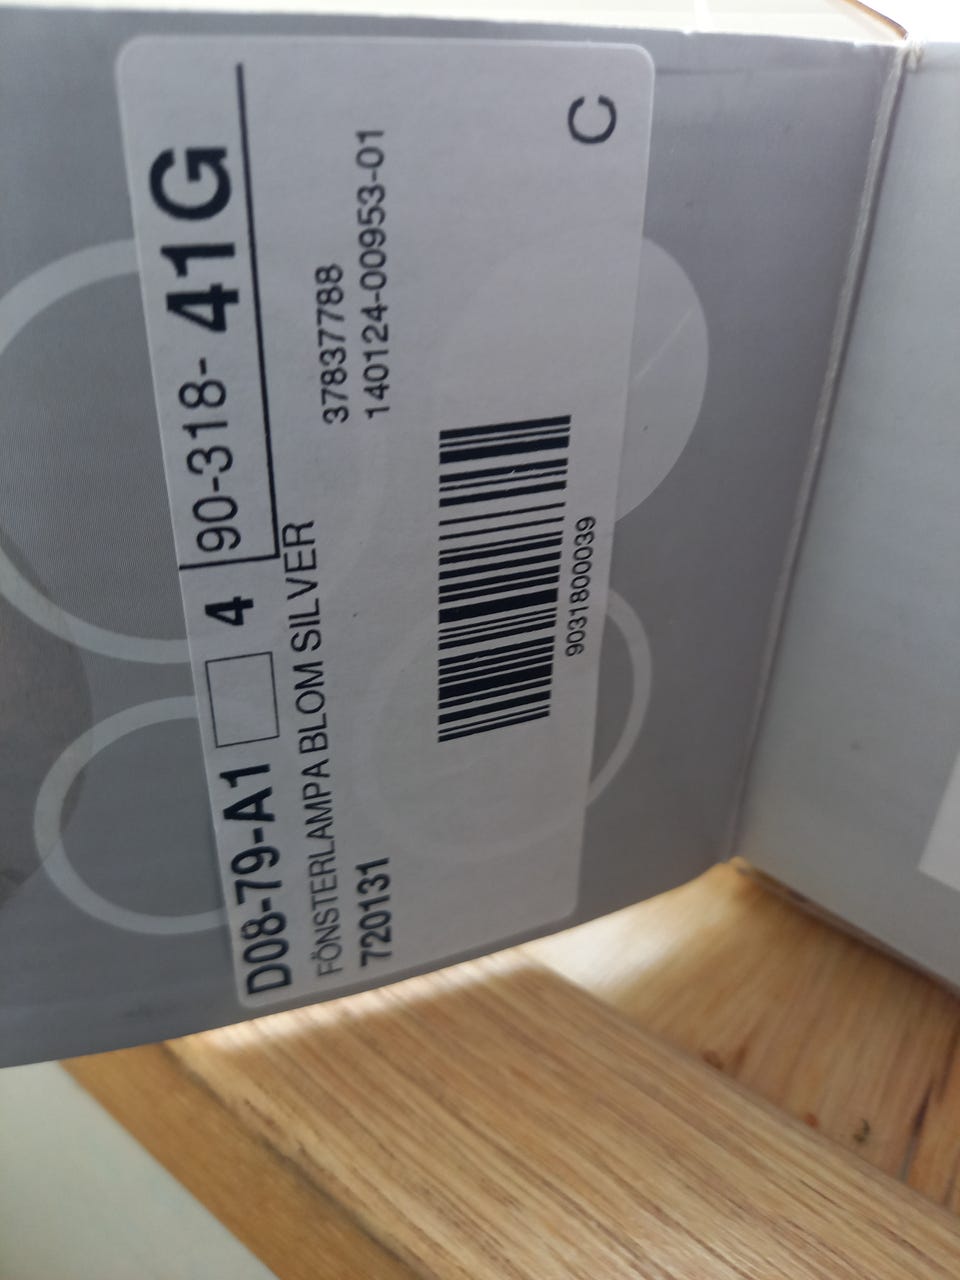 D08-79-A1 4 90-318-41G
FÖNSTERLAMPA BLOM SILVER
720131
37837788
140124-00953-01
9031800039
C